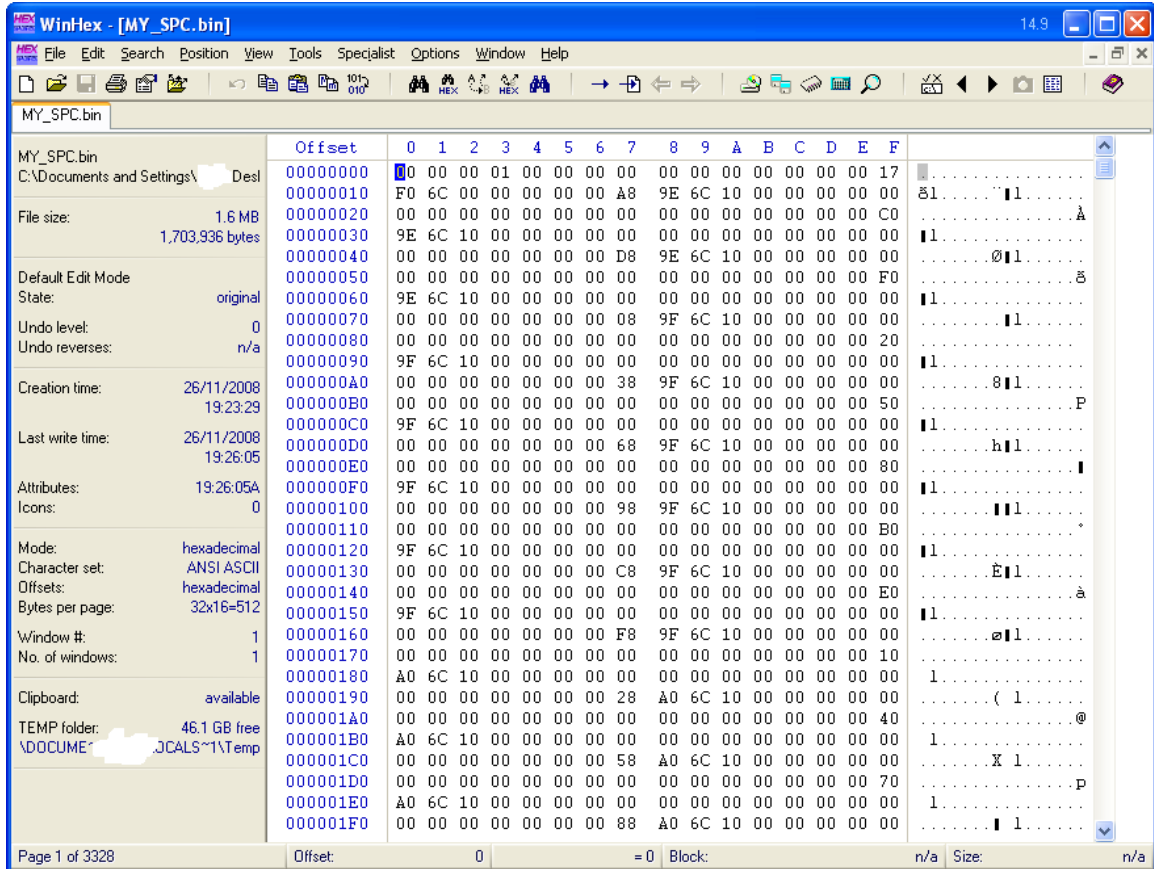 WinHex - [MY_SPC.bin] 14.9
File Edit Search Position View Tools Specialist Options Window Help
MY_SPC.bin
MY_SPC.bin
C:\Documents and Settings\ Desl
File size: 1.6 MB
1,703,936 bytes
Default Edit Mode
State: original
Undo level: 0
Undo reverses: n/a
Creation time: 26/11/2008
19:23:29
Last write time: 26/11/2008
19:26:05
Attributes: 19:26:05A
Icons: 0
Mode: hexadecimal
Character set: ANSI ASCII
Offsets: hexadecimal
Bytes per page: 32x16=512
Window #: 1
No. of windows: 1
Clipboard: available
TEMP folder: 46.1 GB free
\DOCUME~ OCALS~1\Temp
Offset 0 1 2 3 4 5 6 7 8 9 A B C D E F
00000000 00 00 00 01 00 00 00 00 00 00 00 00 00 00 00 17 ................
00000010 F0 6C 00 00 00 00 00 A8 9E 6C 10 00 00 00 00 00 ðl.....¨▮l......
00000020 00 00 00 00 00 00 00 00 00 00 00 00 00 00 00 C0 ...............À
00000030 9E 6C 10 00 00 00 00 00 00 00 00 00 00 00 00 00 ▮l..............
00000040 00 00 00 00 00 00 00 D8 9E 6C 10 00 00 00 00 00 .......Ø▮l......
00000050 00 00 00 00 00 00 00 00 00 00 00 00 00 00 00 F0 ...............ð
00000060 9E 6C 10 00 00 00 00 00 00 00 00 00 00 00 00 00 ▮l..............
00000070 00 00 00 00 00 00 00 08 9F 6C 10 00 00 00 00 00 ........▮l......
00000080 00 00 00 00 00 00 00 00 00 00 00 00 00 00 00 20 ...............
00000090 9F 6C 10 00 00 00 00 00 00 00 00 00 00 00 00 00 ▮l..............
000000A0 00 00 00 00 00 00 00 38 9F 6C 10 00 00 00 00 00 .......8▮l......
000000B0 00 00 00 00 00 00 00 00 00 00 00 00 00 00 00 50 ...............P
000000C0 9F 6C 10 00 00 00 00 00 00 00 00 00 00 00 00 00 ▮l..............
000000D0 00 00 00 00 00 00 00 68 9F 6C 10 00 00 00 00 00 .......h▮l......
000000E0 00 00 00 00 00 00 00 00 00 00 00 00 00 00 00 80 ...............▮
000000F0 9F 6C 10 00 00 00 00 00 00 00 00 00 00 00 00 00 ▮l..............
00000100 00 00 00 00 00 00 00 98 9F 6C 10 00 00 00 00 00 .......▮▮l......
00000110 00 00 00 00 00 00 00 00 00 00 00 00 00 00 00 B0 ...............°
00000120 9F 6C 10 00 00 00 00 00 00 00 00 00 00 00 00 00 ▮l..............
00000130 00 00 00 00 00 00 00 C8 9F 6C 10 00 00 00 00 00 .......È▮l......
00000140 00 00 00 00 00 00 00 00 00 00 00 00 00 00 00 E0 ...............à
00000150 9F 6C 10 00 00 00 00 00 00 00 00 00 00 00 00 00 ▮l..............
00000160 00 00 00 00 00 00 00 F8 9F 6C 10 00 00 00 00 00 .......ø▮l......
00000170 00 00 00 00 00 00 00 00 00 00 00 00 00 00 00 10 ................
00000180 A0 6C 10 00 00 00 00 00 00 00 00 00 00 00 00 00  l..............
00000190 00 00 00 00 00 00 00 28 A0 6C 10 00 00 00 00 00 .......( l......
000001A0 00 00 00 00 00 00 00 00 00 00 00 00 00 00 00 40 ...............@
000001B0 A0 6C 10 00 00 00 00 00 00 00 00 00 00 00 00 00  l..............
000001C0 00 00 00 00 00 00 00 58 A0 6C 10 00 00 00 00 00 .......X l......
000001D0 00 00 00 00 00 00 00 00 00 00 00 00 00 00 00 70 ...............p
000001E0 A0 6C 10 00 00 00 00 00 00 00 00 00 00 00 00 00  l..............
000001F0 00 00 00 00 00 00 00 88 A0 6C 10 00 00 00 00 00 .......▮ l......
Page 1 of 3328 Offset: 0 = 0 Block: n/a Size: n/a